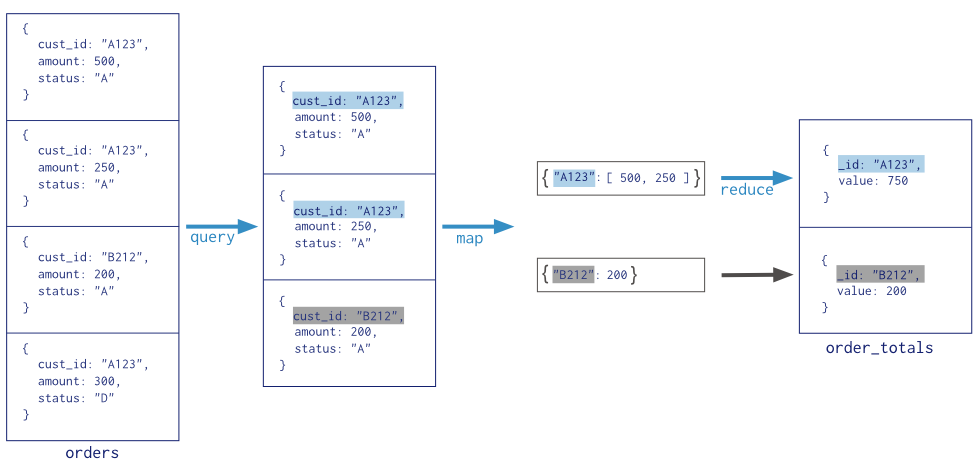 {
cust_id: "A123",
amount: 500,
status: "A"
}
{
cust_id: "A123",
amount: 250,
status: "A"
}
{
cust_id: "B212",
amount: 200,
status: "A"
}
{
cust_id: "A123",
amount: 300,
status: "D"
}
orders
query
{
cust_id: "A123",
amount: 500,
status: "A"
}
{
cust_id: "A123",
amount: 250,
status: "A"
}
{
cust_id: "B212",
amount: 200,
status: "A"
}
map
{ "A123": [ 500, 250 ] }
{ "B212": 200 }
reduce
{
_id: "A123",
value: 750
}
{
_id: "B212",
value: 200
}
order_totals